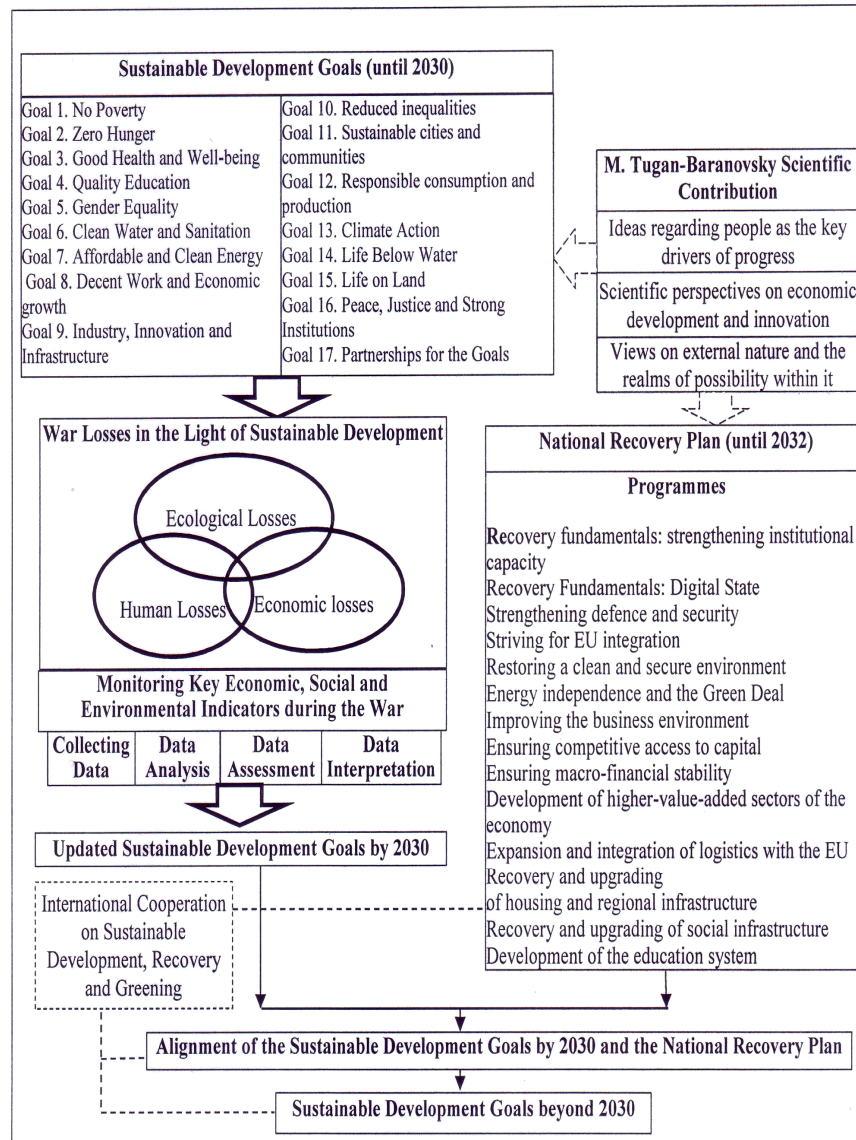 Sustainable Development Goals (until 2030)
Goal 1. No Poverty
Goal 2. Zero Hunger
Goal 3. Good Health and Well-being
Goal 4. Quality Education
Goal 5. Gender Equality
Goal 6. Clean Water and Sanitation
Goal 7. Affordable and Clean Energy
Goal 8. Decent Work and Economic
growth
Goal 9. Industry, Innovation and
Infrastructure
Goal 10. Reduced inequalities
Goal 11. Sustainable cities and
communities
Goal 12. Responsible consumption and
production
Goal 13. Climate Action
Goal 14. Life Below Water
Goal 15. Life on Land
Goal 16. Peace, Justice and Strong
Institutions
Goal 17. Partnerships for the Goals
M. Tugan-Baranovsky Scientific
Contribution
Ideas regarding people as the key
drivers of progress
Scientific perspectives on economic
development and innovation
Views on external nature and the
realms of possibility within it
War Losses in the Light of Sustainable Development
Ecological Losses
Human Losses
Economic losses
Monitoring Key Economic, Social and
Environmental Indicators during the War
Collecting
Data
Data
Analysis
Data
Assessment
Data
Interpretation
Updated Sustainable Development Goals by 2030
National Recovery Plan (until 2032)
Programmes
Recovery fundamentals: strengthening institutional
capacity
Recovery Fundamentals: Digital State
Strengthening defence and security
Striving for EU integration
Restoring a clean and secure environment
Energy independence and the Green Deal
Improving the business environment
Ensuring competitive access to capital
Ensuring macro-financial stability
Development of higher-value-added sectors of the
economy
Expansion and integration of logistics with the EU
Recovery and upgrading
of housing and regional infrastructure
Recovery and upgrading of social infrastructure
Development of the education system
International Cooperation
on Sustainable
Development, Recovery
and Greening
Alignment of the Sustainable Development Goals by 2030 and the National Recovery Plan
Sustainable Development Goals beyond 2030